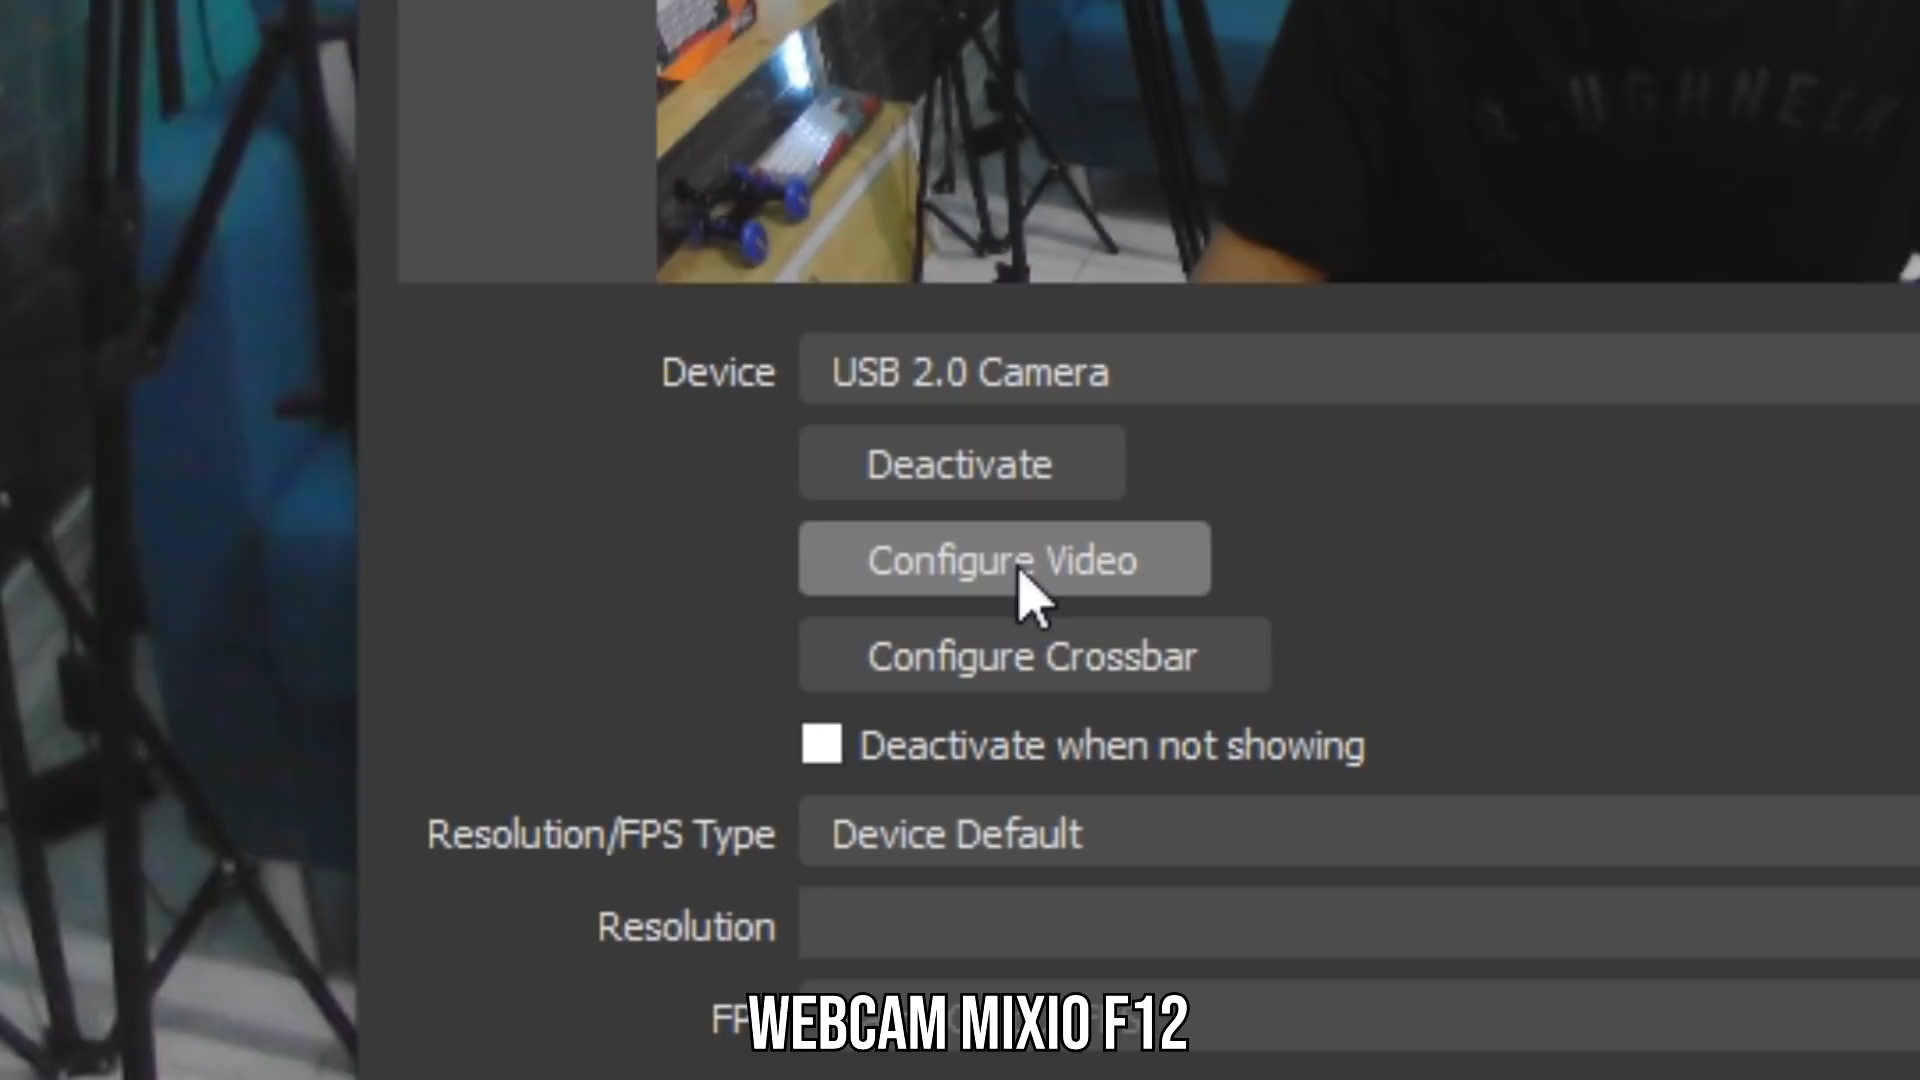 Device
USB 2.0 Camera
Deactivate
Configure Video
Configure Crossbar
Deactivate when not showing
Resolution/FPS Type
Device Default
Resolution
WEBCAM MIXIO F12